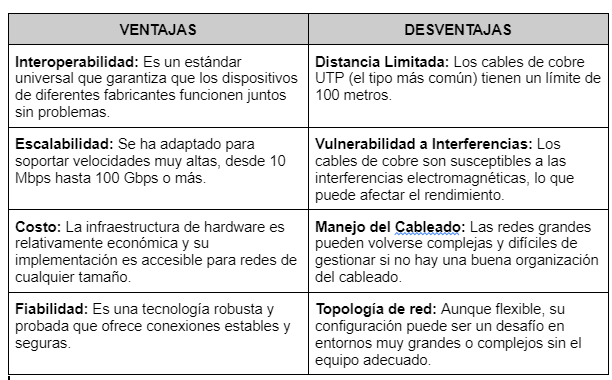 VENTAJAS
DESVENTAJAS
Interoperabilidad: Es un estándar
universal que garantiza que los dispositivos
de diferentes fabricantes funcionen juntos
sin problemas.
Distancia Limitada: Los cables de cobre
UTP (el tipo más común) tienen un límite de
100 metros.
Escalabilidad: Se ha adaptado para
soportar velocidades muy altas, desde 10
Mbps hasta 100 Gbps o más.
Vulnerabilidad a Interferencias: Los
cables de cobre son susceptibles a las
interferencias electromagnéticas, lo que
puede afectar el rendimiento.
Costo: La infraestructura de hardware es
relativamente económica y su
implementación es accesible para redes de
cualquier tamaño.
Manejo del Cableado: Las redes grandes
pueden volverse complejas y difíciles de
gestionar si no hay una buena organización
del cableado.
Fiabilidad: Es una tecnología robusta y
probada que ofrece conexiones estables y
seguras.
Topología de red: Aunque flexible, su
configuración puede ser un desafío en
entornos muy grandes o complejos sin el
equipo adecuado.